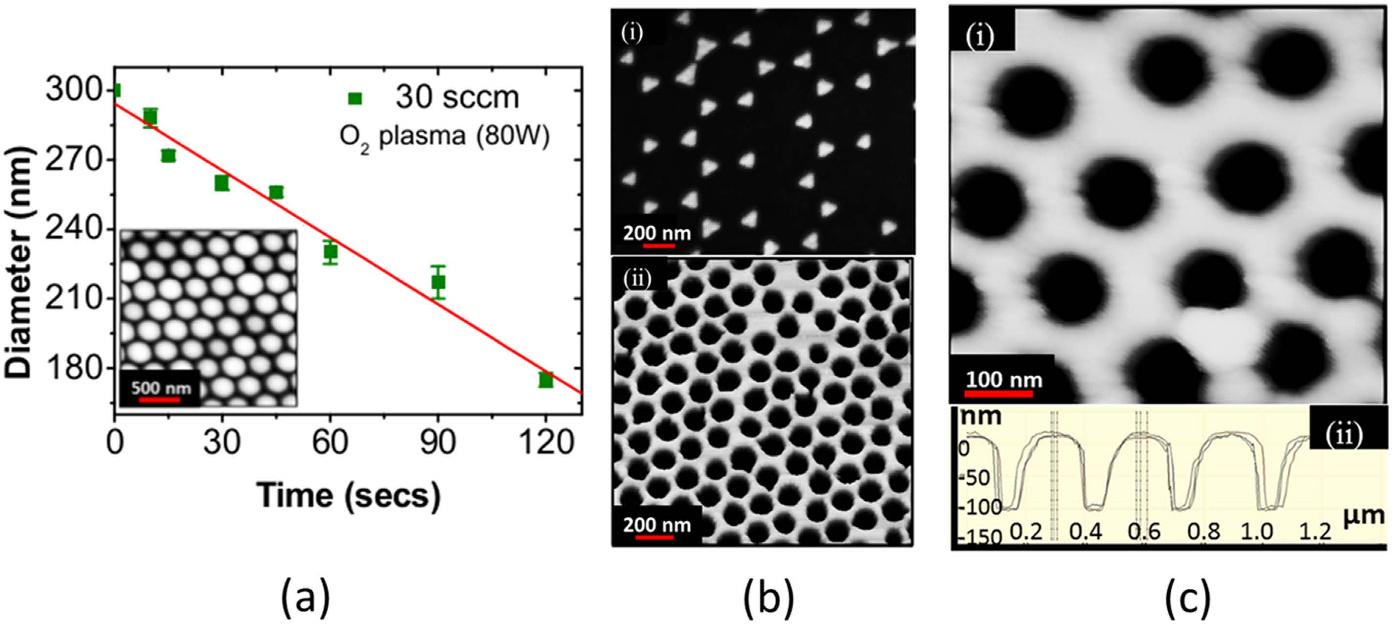 Diameter (nm)
300
270
240
210
180
30 sccm
O₂ plasma (80W)
500 nm
0 30 60 90 120
Time (secs)
(a)
(i)
200 nm
(ii)
200 nm
(b)
(i)
100 nm
nm
0
-50
-100
-150
(ii)
0.2 0.4 0.6 0.8 1.0 1.2
μm
(c)